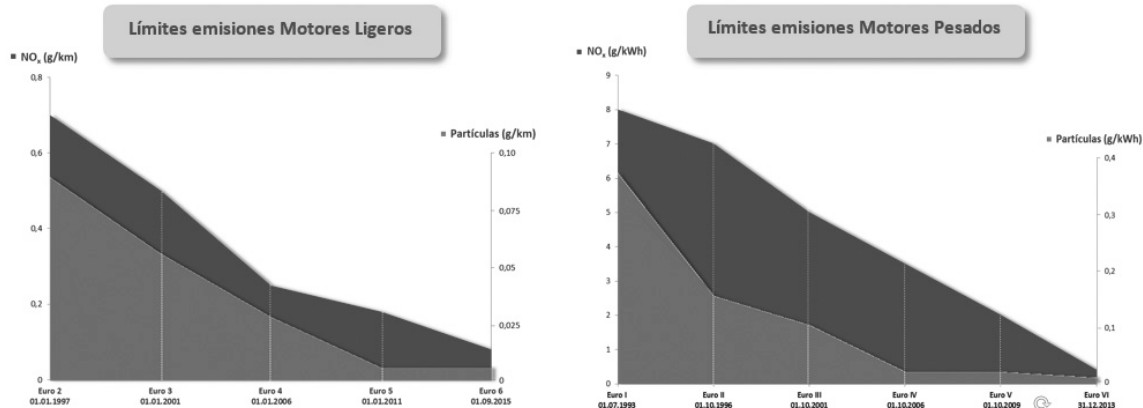 Límites emisiones Motores Ligeros
■ NOx (g/km)
0,8
0,6
0,4
0,2
0
■ Partículas (g/km)
0,10
0,075
0,05
0,025
0
Euro 2
01.01.1997
Euro 3
01.01.2001
Euro 4
01.01.2006
Euro 5
01.01.2011
Euro 6
01.09.2015
Límites emisiones Motores Pesados
■ NOx (g/kWh)
9
8
7
6
5
4
3
2
1
0
■ Partículas (g/kWh)
0,4
0,3
0,2
0,1
0
Euro I
01.07.1993
Euro II
01.10.1996
Euro III
01.10.2001
Euro IV
01.10.2006
Euro V
01.10.2009
Euro VI
31.12.2013